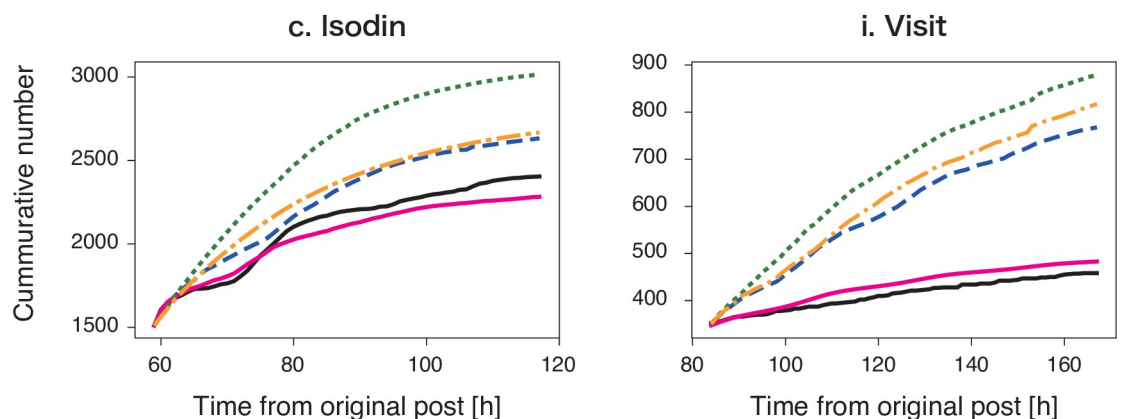 c. Isodin
Cummurative number
3000
2500
2000
1500
60 80 100 120
Time from original post [h]
i. Visit
900
800
700
600
500
400
80 100 120 140 160
Time from original post [h]